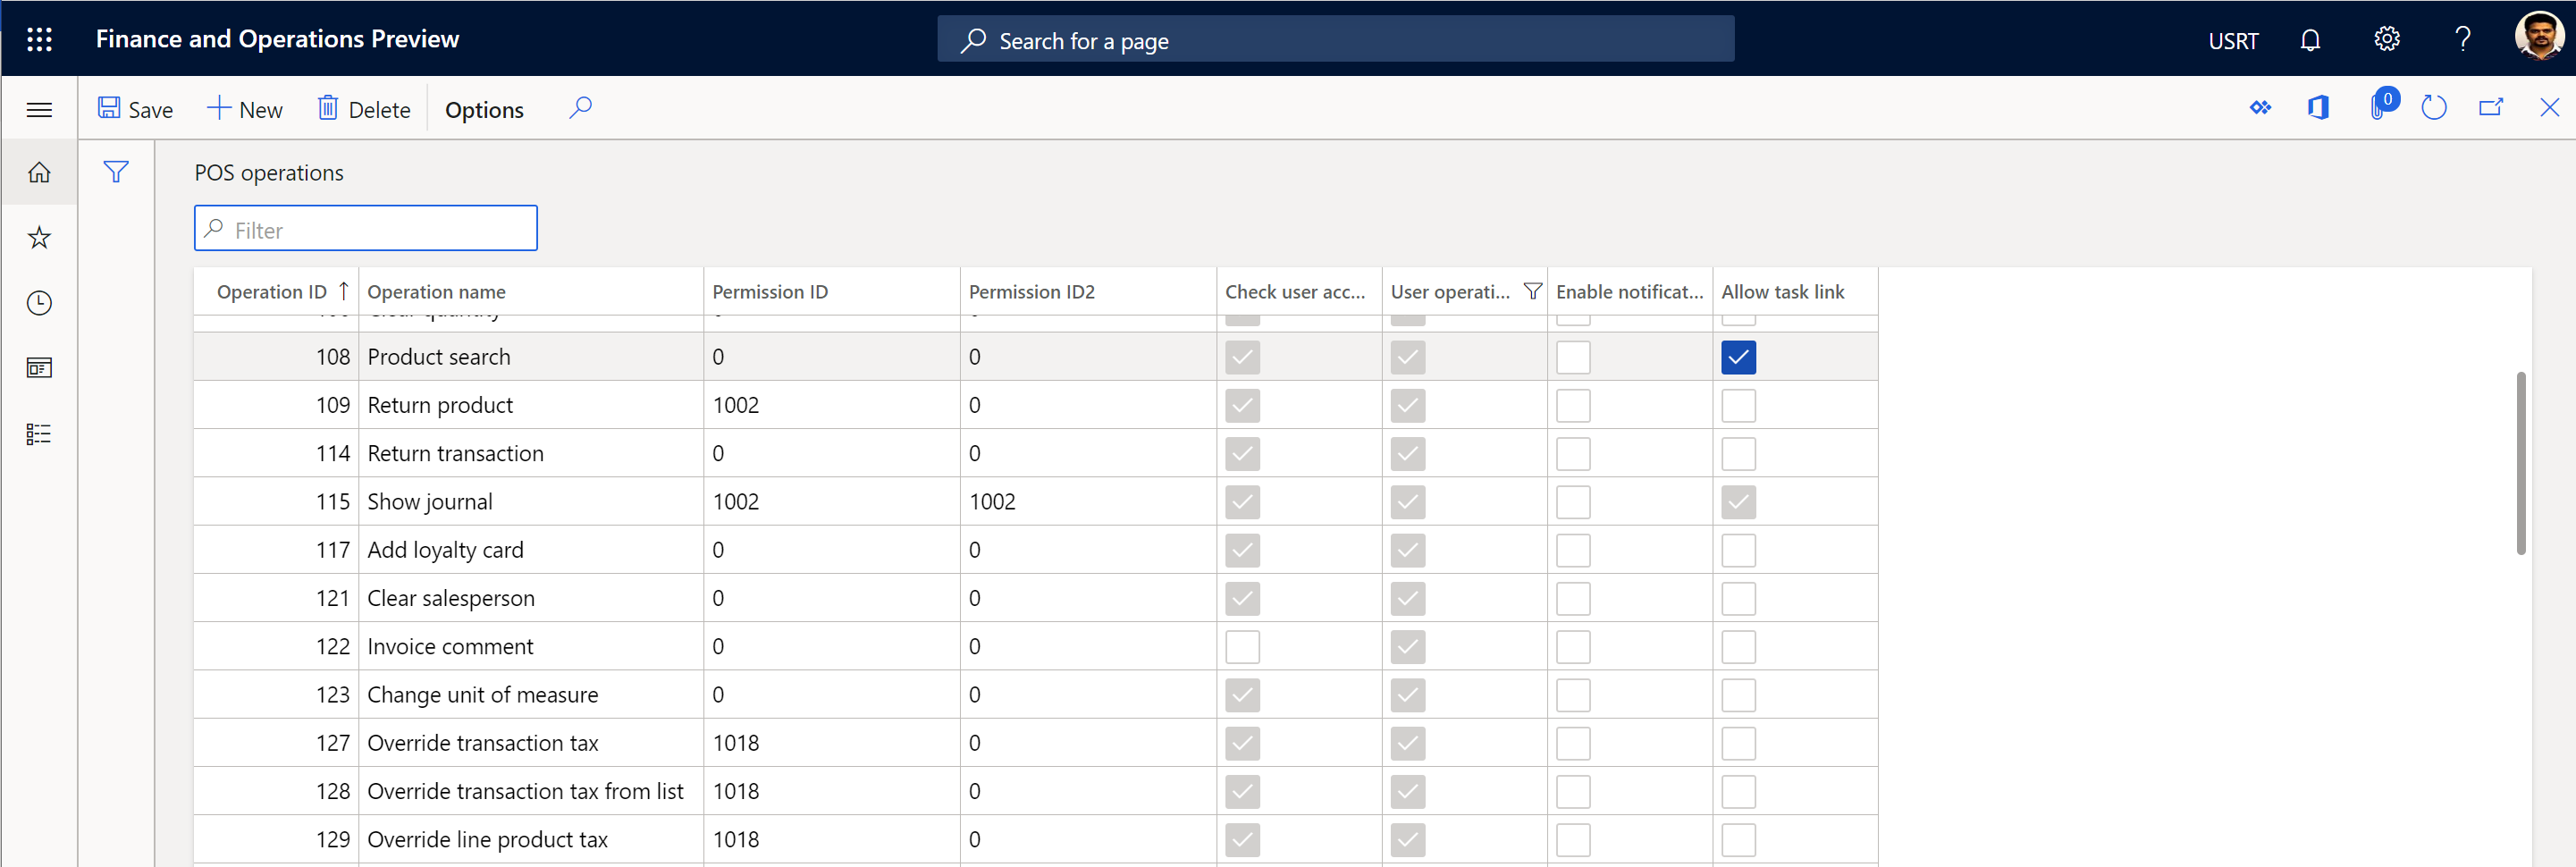 Finance and Operations Preview Search for a page USRT
Save New Delete Options 0
POS operations
Filter
Operation ID Operation name Permission ID Permission ID2 Check user acc... User operati... Enable notificat... Allow task link
108 Product search 0 0
109 Return product 1002 0
114 Return transaction 0 0
115 Show journal 1002 1002
117 Add loyalty card 0 0
121 Clear salesperson 0 0
122 Invoice comment 0 0
123 Change unit of measure 0 0
127 Override transaction tax 1018 0
128 Override transaction tax from list 1018 0
129 Override line product tax 1018 0